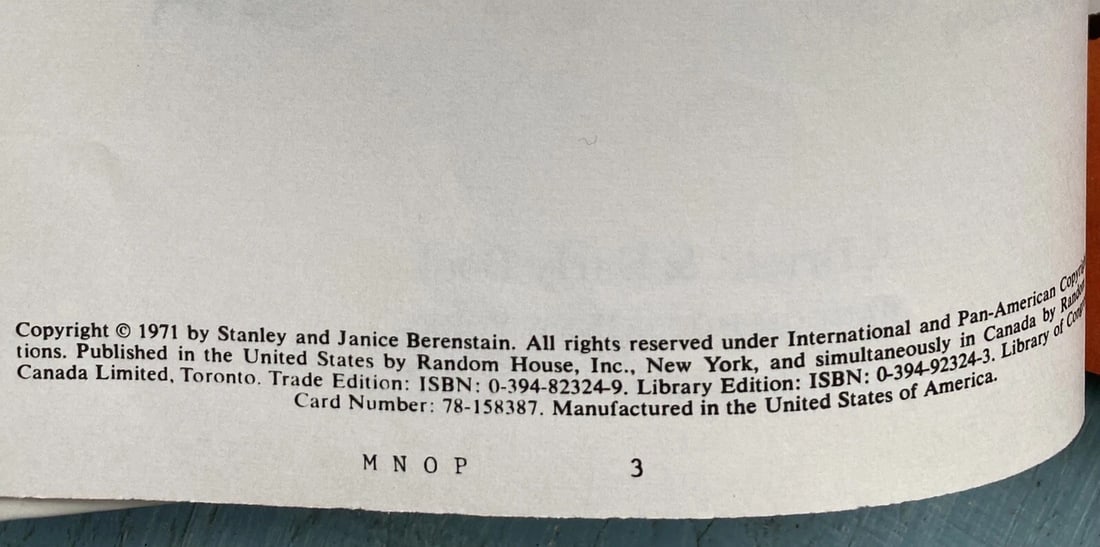 Copyright © 1971 by Stanley and Janice Berenstain. All rights reserved under International and Pan-American
tions. Published in the United States by Random House, Inc., New York, and simultaneously in Canada by Random
Canada Limited, Toronto. Trade Edition: ISBN: 0-394-82324-9. Library Edition: ISBN: 0-394-92324-3. Library of
Card Number: 78-158387. Manufactured in the United States of America.
M N O P 3